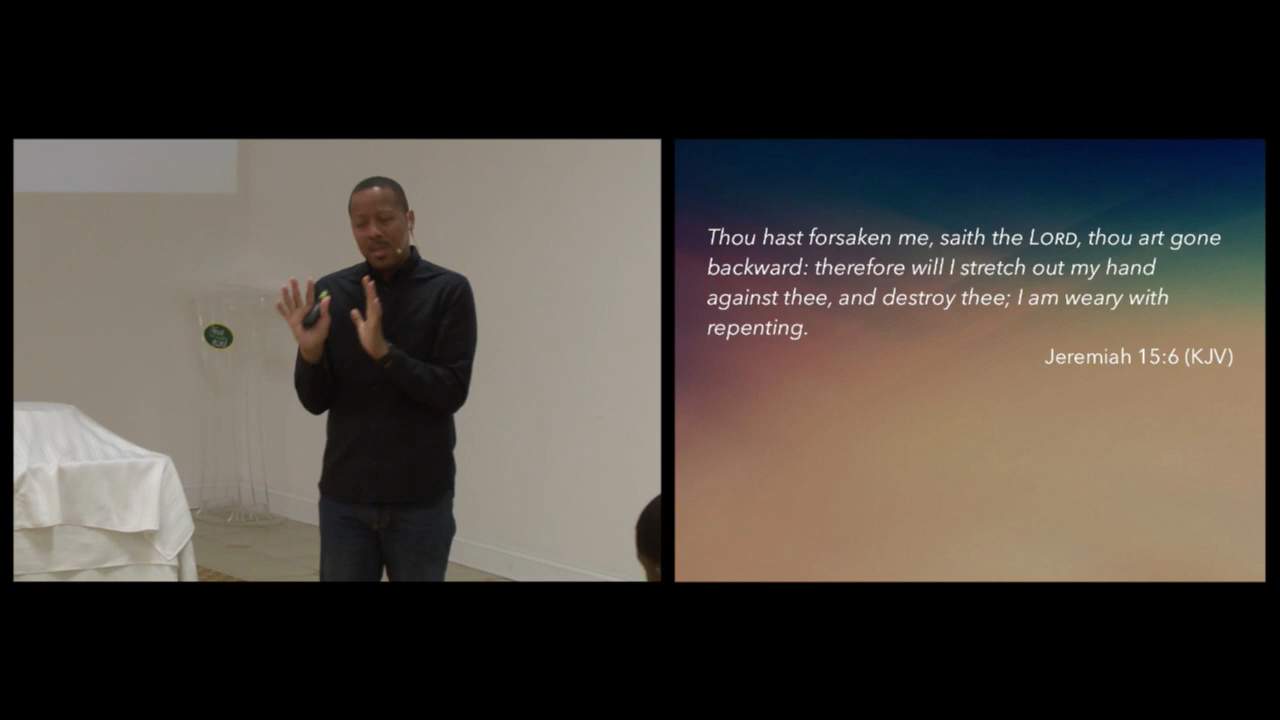 Thou hast forsaken me, saith the LORD, thou art gone
backward: therefore will I stretch out my hand
against thee, and destroy thee; I am weary with
repenting.
Jeremiah 15:6 (KJV)